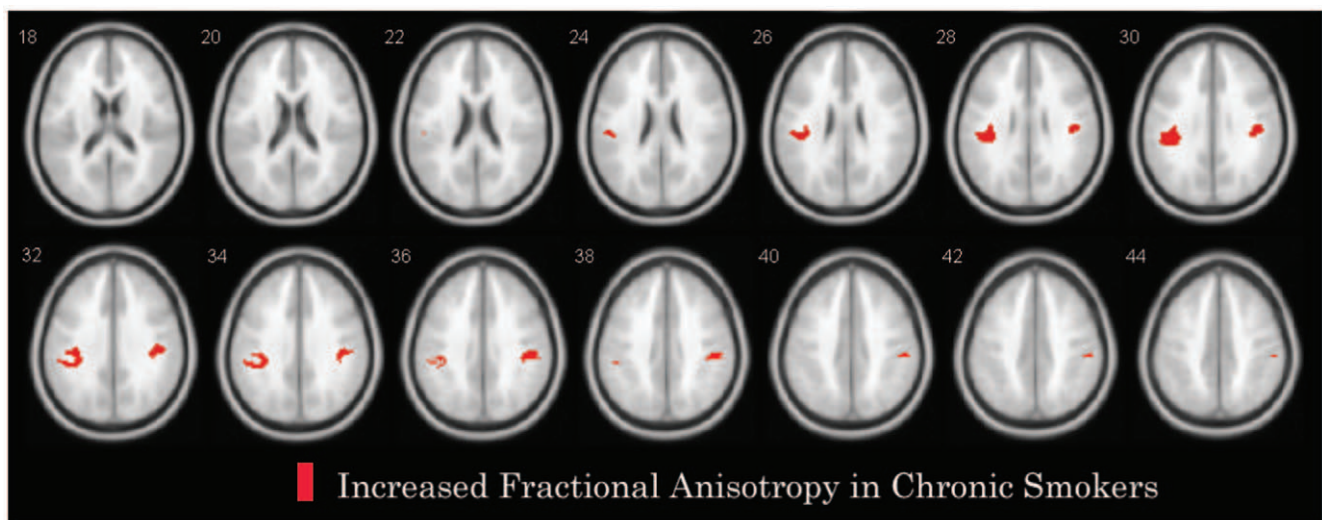 18 20 22 24 26 28 30
32 34 36 38 40 42 44
Increased Fractional Anisotropy in Chronic Smokers